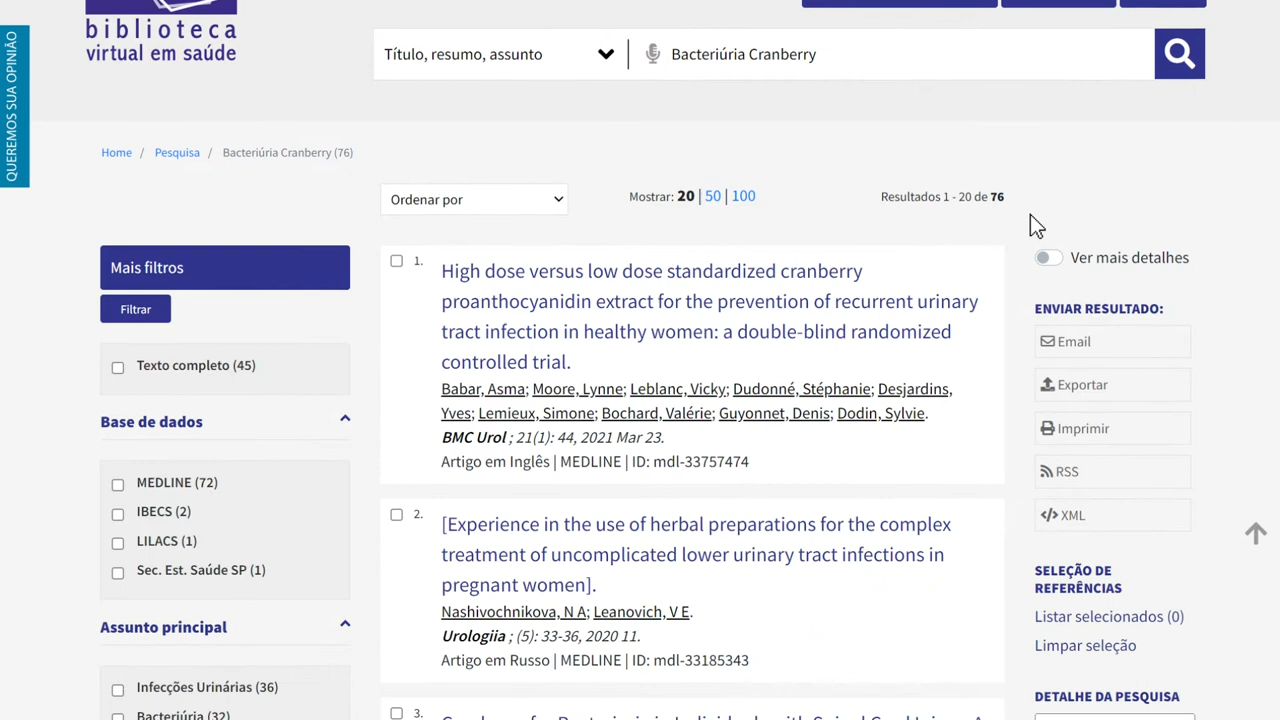 biblioteca
virtual em saúde
QUEREMOS SUA OPINIÃO
Título, resumo, assunto
Bacteriúria Cranberry
Home / Pesquisa / Bacteriúria Cranberry (76)
Ordenar por
Mostrar: 20 | 50 | 100
Resultados 1 - 20 de 76
Mais filtros
Filtrar
Texto completo (45)
Base de dados
MEDLINE (72)
IBECS (2)
LILACS (1)
Sec. Est. Saúde SP (1)
Assunto principal
Infecções Urinárias (36)
Bacteriúria (32)
1.
High dose versus low dose standardized cranberry
proanthocyanidin extract for the prevention of recurrent urinary
tract infection in healthy women: a double-blind randomized
controlled trial.
Babar, Asma; Moore, Lynne; Leblanc, Vicky; Dudonné, Stéphanie; Desjardins,
Yves; Lemieux, Simone; Bochard, Valérie; Guyonnet, Denis; Dodin, Sylvie.
BMC Urol ; 21(1): 44, 2021 Mar 23.
Artigo em Inglês | MEDLINE | ID: mdl-33757474
2.
[Experience in the use of herbal preparations for the complex
treatment of uncomplicated lower urinary tract infections in
pregnant women].
Nashivochnikova, N A; Leanovich, V E.
Urologiia ; (5): 33-36, 2020 11.
Artigo em Russo | MEDLINE | ID: mdl-33185343
3.
Ver mais detalhes
ENVIAR RESULTADO:
Email
Exportar
Imprimir
RSS
XML
SELEÇÃO DE
REFERÊNCIAS
Listar selecionados (0)
Limpar seleção
DETALHE DA PESQUISA